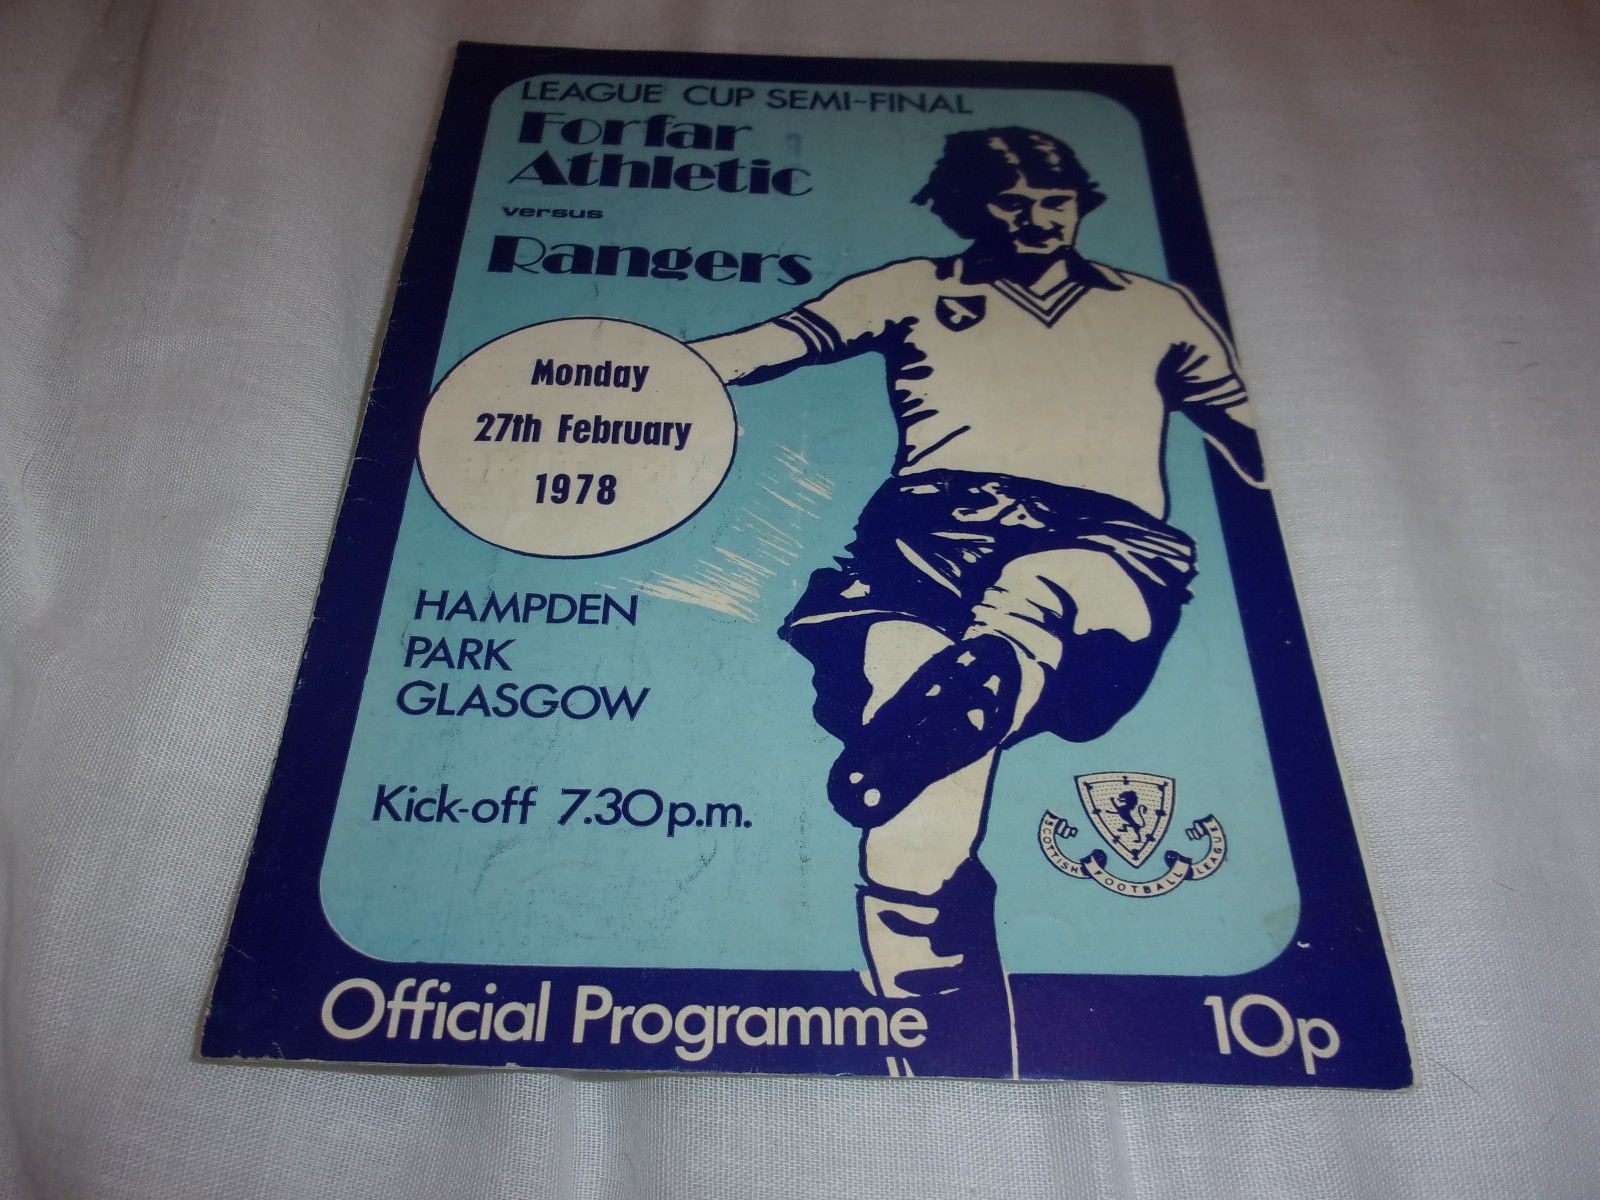 LEAGUE CUP SEMI-FINAL
Forfar
Athletic
versus
Rangers
Monday
27th February
1978
HAMPDEN
PARK
GLASGOW
Kick-off 7.30p.m.
SCOTTISH FOOTBALL LEAGUE
Official Programme 10p